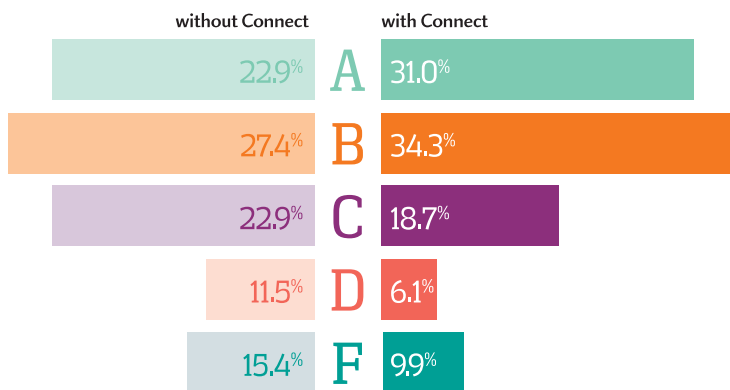 without Connect with Connect
22.9% A 31.0%
27.4% B 34.3%
22.9% C 18.7%
11.5% D 6.1%
15.4% F 9.9%